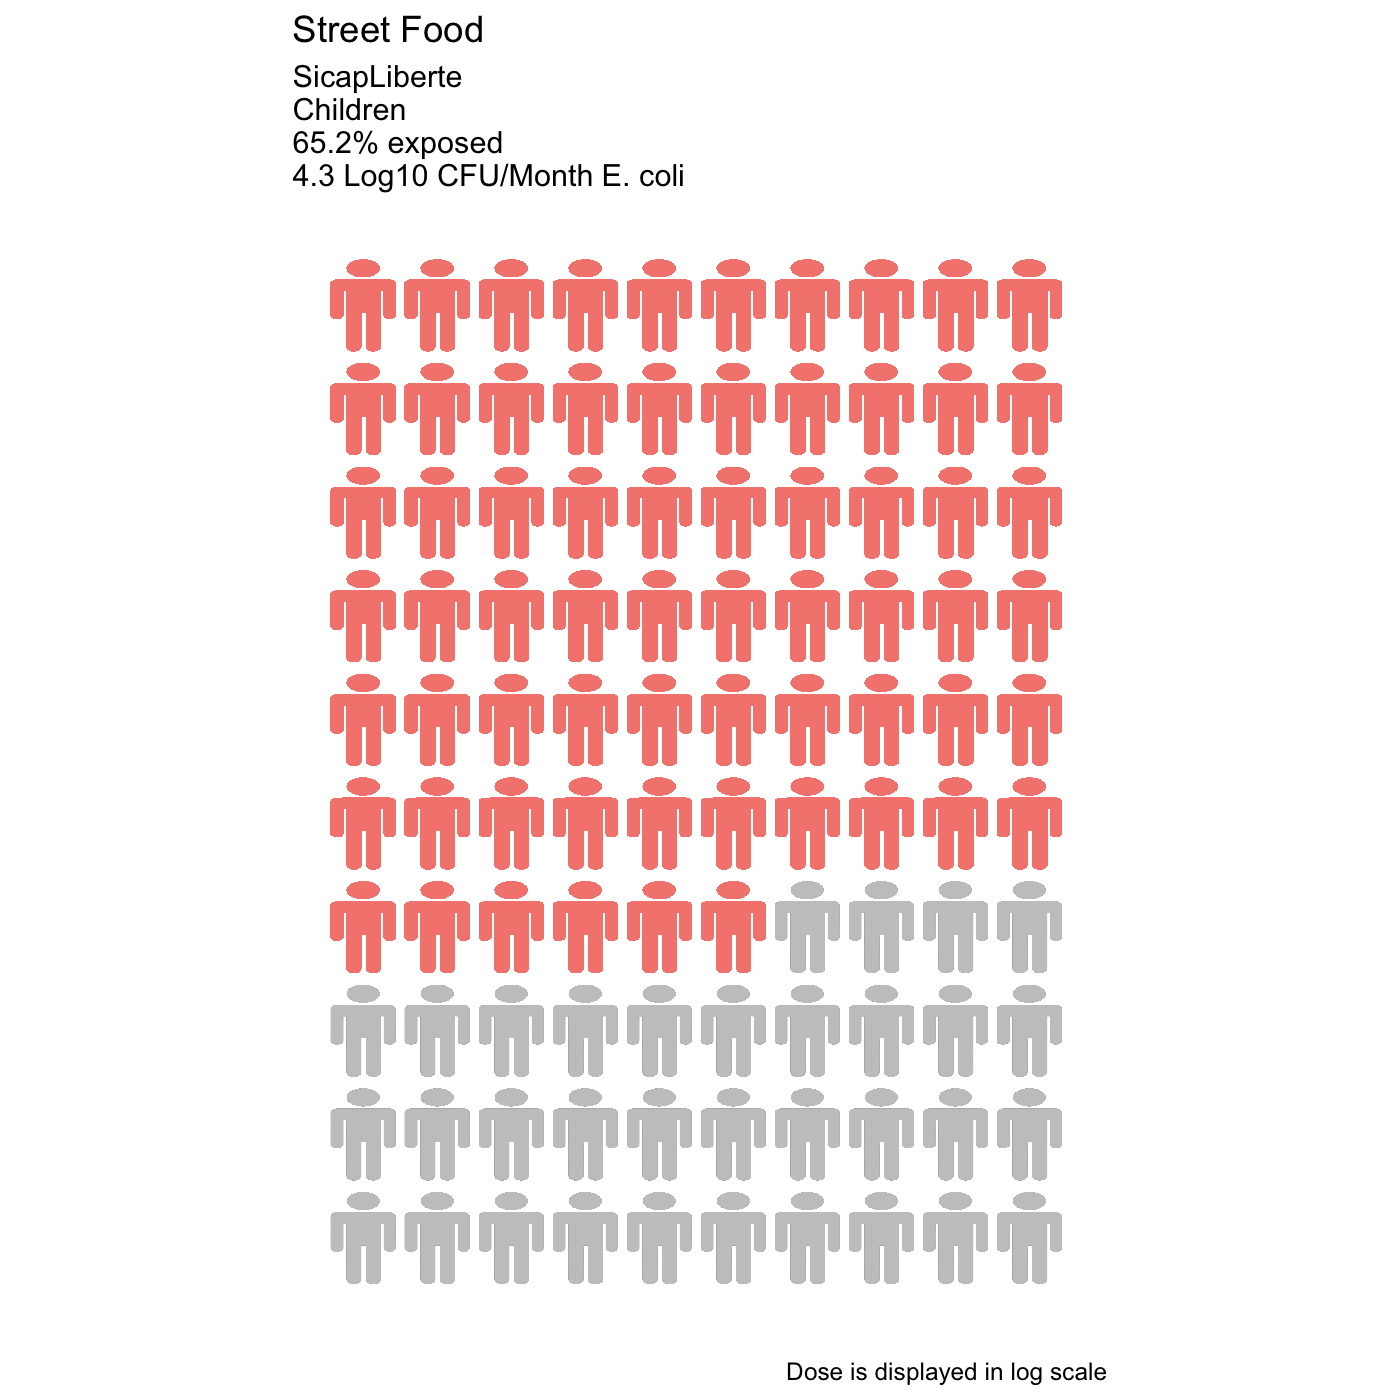 Street Food
SicapLiberte
Children
65.2% exposed
4.3 Log10 CFU/Month E. coli
Dose is displayed in log scale